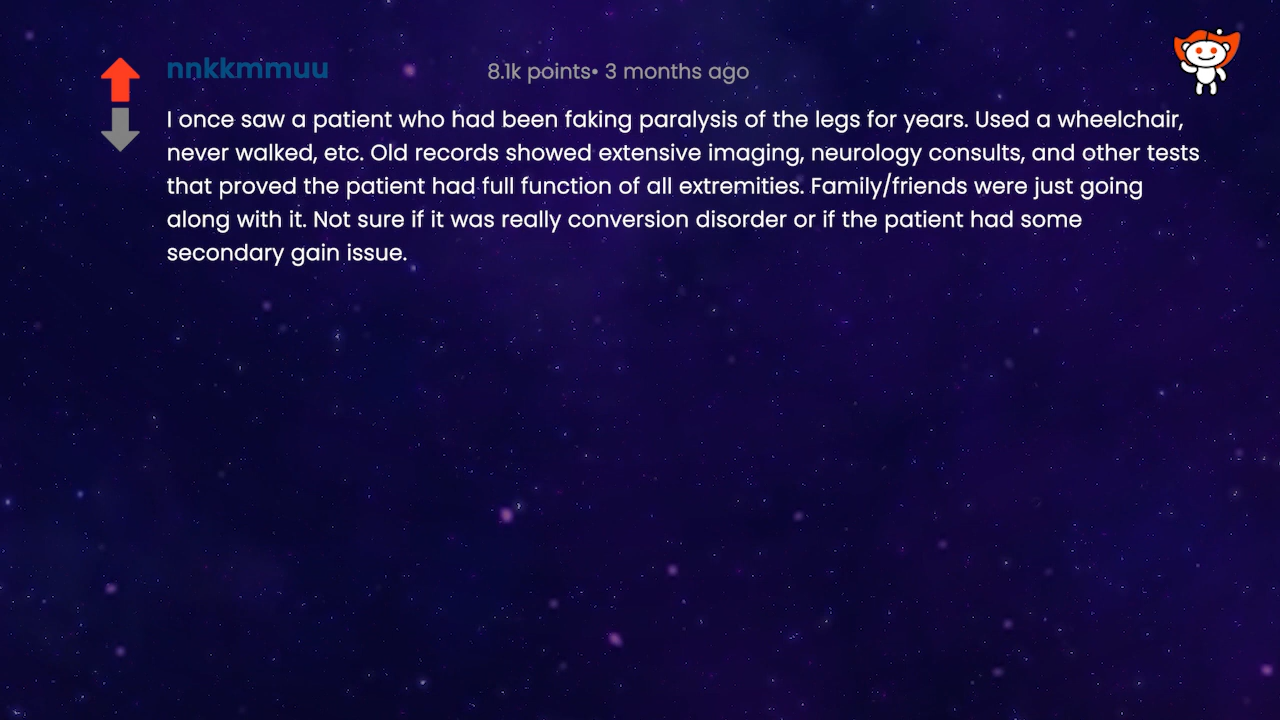 nnkkmmuu 8.1k points• 3 months ago
I once saw a patient who had been faking paralysis of the legs for years. Used a wheelchair,
never walked, etc. Old records showed extensive imaging, neurology consults, and other tests
that proved the patient had full function of all extremities. Family/friends were just going
along with it. Not sure if it was really conversion disorder or if the patient had some
secondary gain issue.